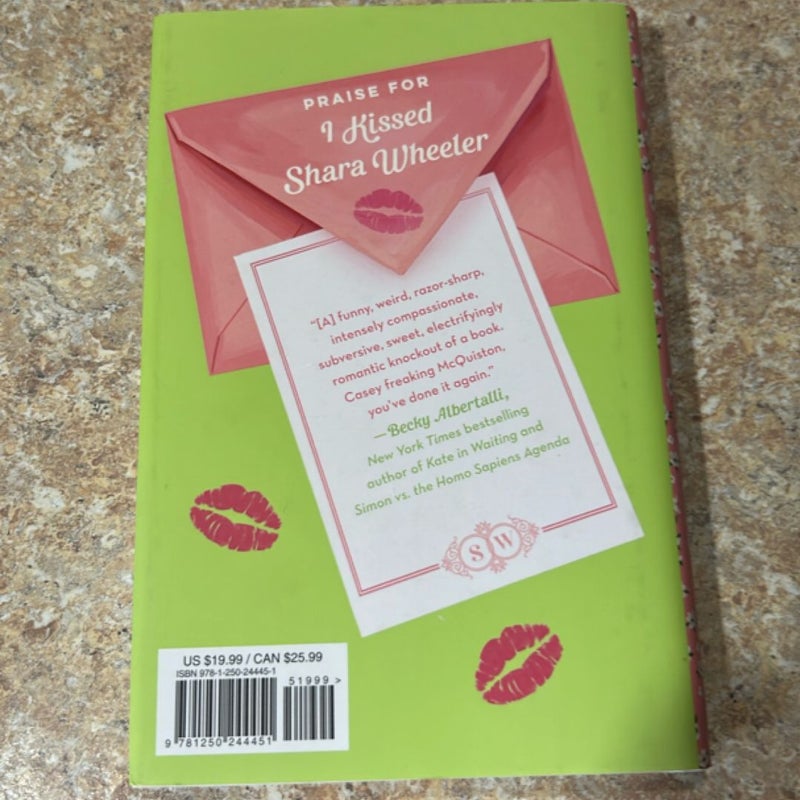 PRAISE FOR
I Kissed
Shara Wheeler
"[A] funny, weird, razor-sharp,
intensely compassionate,
subversive, sweet, electrifyingly
romantic knockout of a book.
Casey freaking McQuiston,
you've done it again."
—Becky Albertalli,
New York Times bestselling
author of Kate in Waiting and
Simon vs. the Homo Sapiens Agenda
S W
US $19.99 / CAN $25.99
ISBN 978-1-250-24445-1
51999 >
9 781250 244451